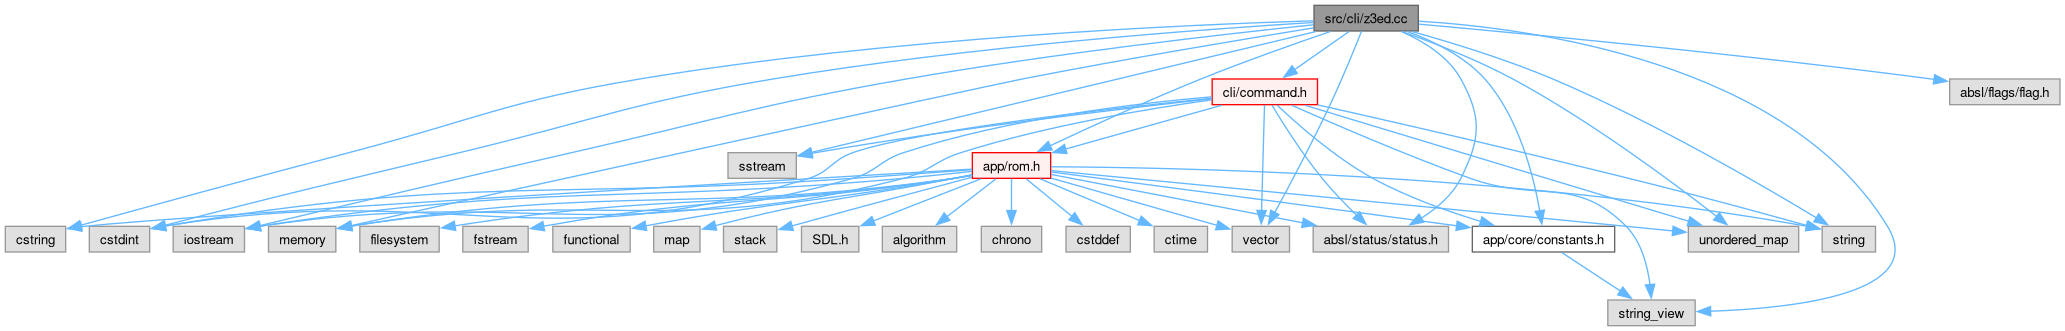 src/cli/z3ed.cc
cli/command.h
absl/flags/flag.h
sstream
app/rom.h
cstring
cstdint
iostream
memory
filesystem
fstream
functional
map
stack
SDL.h
algorithm
chrono
cstddef
ctime
vector
absl/status/status.h
app/core/constants.h
unordered_map
string
string_view